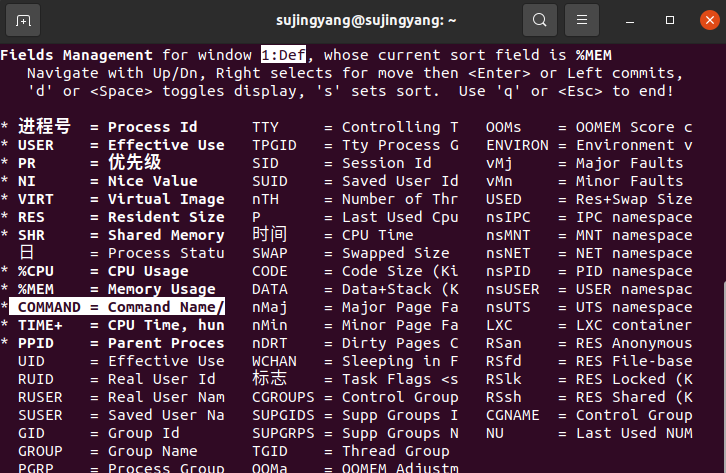 sujingyang@sujingyang: ~
Fields Management for window 1:Def, whose current sort field is %MEM
   Navigate with Up/Dn, Right selects for move then <Enter> or Left commits,
   'd' or <Space> toggles display, 's' sets sort.  Use 'q' or <Esc> to end!
* 进程号  = Process Id      TTY     = Controlling T   OOMs    = OOMEM Score c
* USER    = Effective Use   TPGID   = Tty Process G   ENVIRON = Environment v
* PR      = 优先级          SID     = Session Id      vMj     = Major Faults
* NI      = Nice Value      SUID    = Saved User Id   vMn     = Minor Faults
* VIRT    = Virtual Image   nTH     = Number of Thr   USED    = Res+Swap Size
* RES     = Resident Size   P       = Last Used Cpu   nsIPC   = IPC namespace
* SHR     = Shared Memory   时间    = CPU Time        nsMNT   = MNT namespace
  日      = Process Statu   SWAP    = Swapped Size    nsNET   = NET namespace
* %CPU    = CPU Usage       CODE    = Code Size (Ki   nsPID   = PID namespace
* %MEM    = Memory Usage    DATA    = Data+Stack (K   nsUSER  = USER namespac
* COMMAND = Command Name/   nMaj    = Major Page Fa   nsUTS   = UTS namespace
* TIME+   = CPU Time, hun   nMin    = Minor Page Fa   LXC     = LXC container
* PPID    = Parent Proces   nDRT    = Dirty Pages C   RSan    = RES Anonymous
  UID     = Effective Use   WCHAN   = Sleeping in F   RSfd    = RES File-base
  RUID    = Real User Id    标志    = Task Flags <s   RSlk    = RES Locked (K
  RUSER   = Real User Nam   CGROUPS = Control Group   RSsh    = RES Shared (K
  SUSER   = Saved User Na   SUPGIDS = Supp Groups I   CGNAME  = Control Group
  GID     = Group Id        SUPGRPS = Supp Groups N   NU      = Last Used NUM
  GROUP   = Group Name      TGID    = Thread Group
  PGRP    = Process Group   OOMa    = OOMEM Adjustm